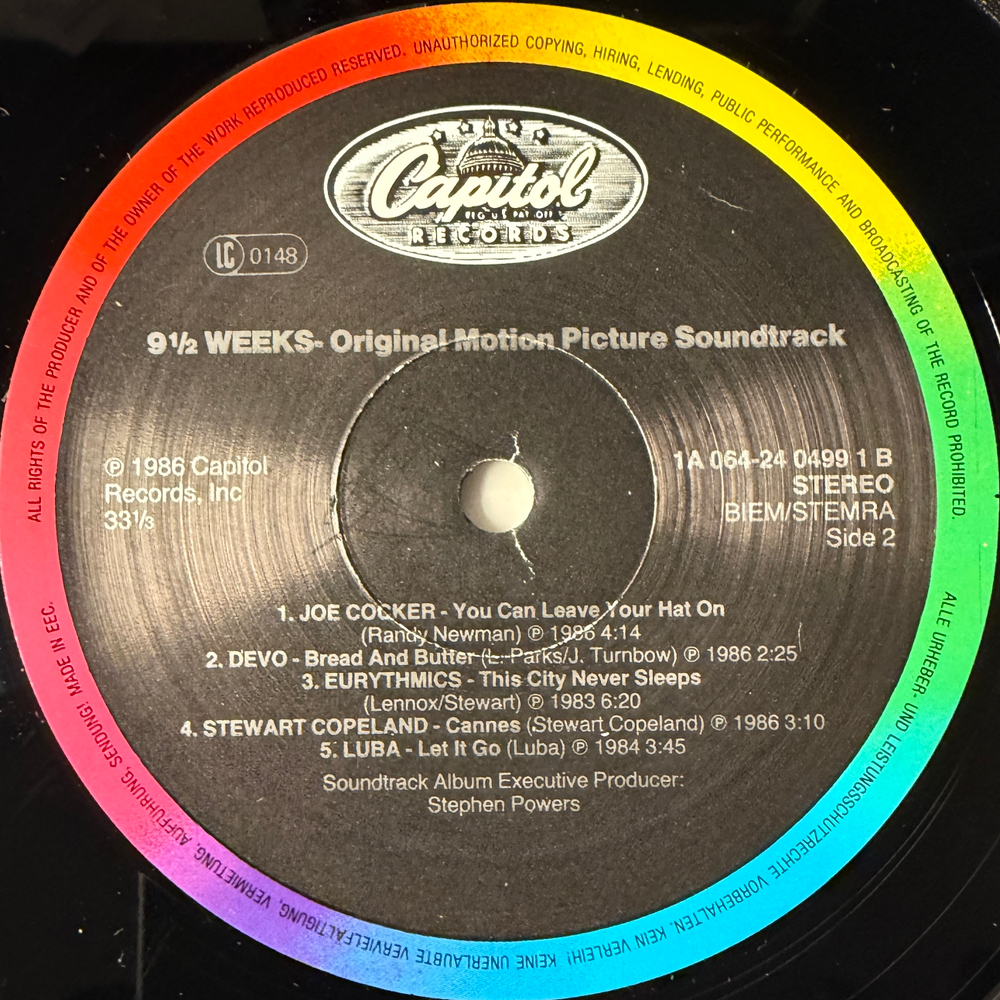 ALL RIGHTS OF THE PRODUCER AND OF THE OWNER OF THE WORK REPRODUCED RESERVED. UNAUTHORIZED COPYING, HIRING, LENDING, PUBLIC PERFORMANCE AND BROADCASTING OF THE RECORD PROHIBITED.
Capitol
REG U.S. PAT. OFF.
RECORDS
LC 0148
9½ WEEKS- Original Motion Picture Soundtrack
℗ 1986 Capitol
Records, Inc
33⅓
1A 064-24 0499 1 B
STEREO
BIEM/STEMRA
Side 2
1. JOE COCKER - You Can Leave Your Hat On
(Randy Newman) ℗ 1986 4:14
2. DEVO - Bread And Butter (L. Parks/J. Turnbow) ℗ 1986 2:25
3. EURYTHMICS - This City Never Sleeps
(Lennox/Stewart) ℗ 1983 6:20
4. STEWART COPELAND - Cannes (Stewart Copeland) ℗ 1986 3:10
5. LUBA - Let It Go (Luba) ℗ 1984 3:45
Soundtrack Album Executive Producer:
Stephen Powers
ALLE URHEBER- UND LEISTUNGSSCHUTZRECHTE VORBEHALTEN. KEIN VERLEIH! KEINE UNERLAUBTE VERVIELFÄLTIGUNG, VERMIETUNG, AUFFÜHRUNG, SENDUNG! MADE IN EEC.